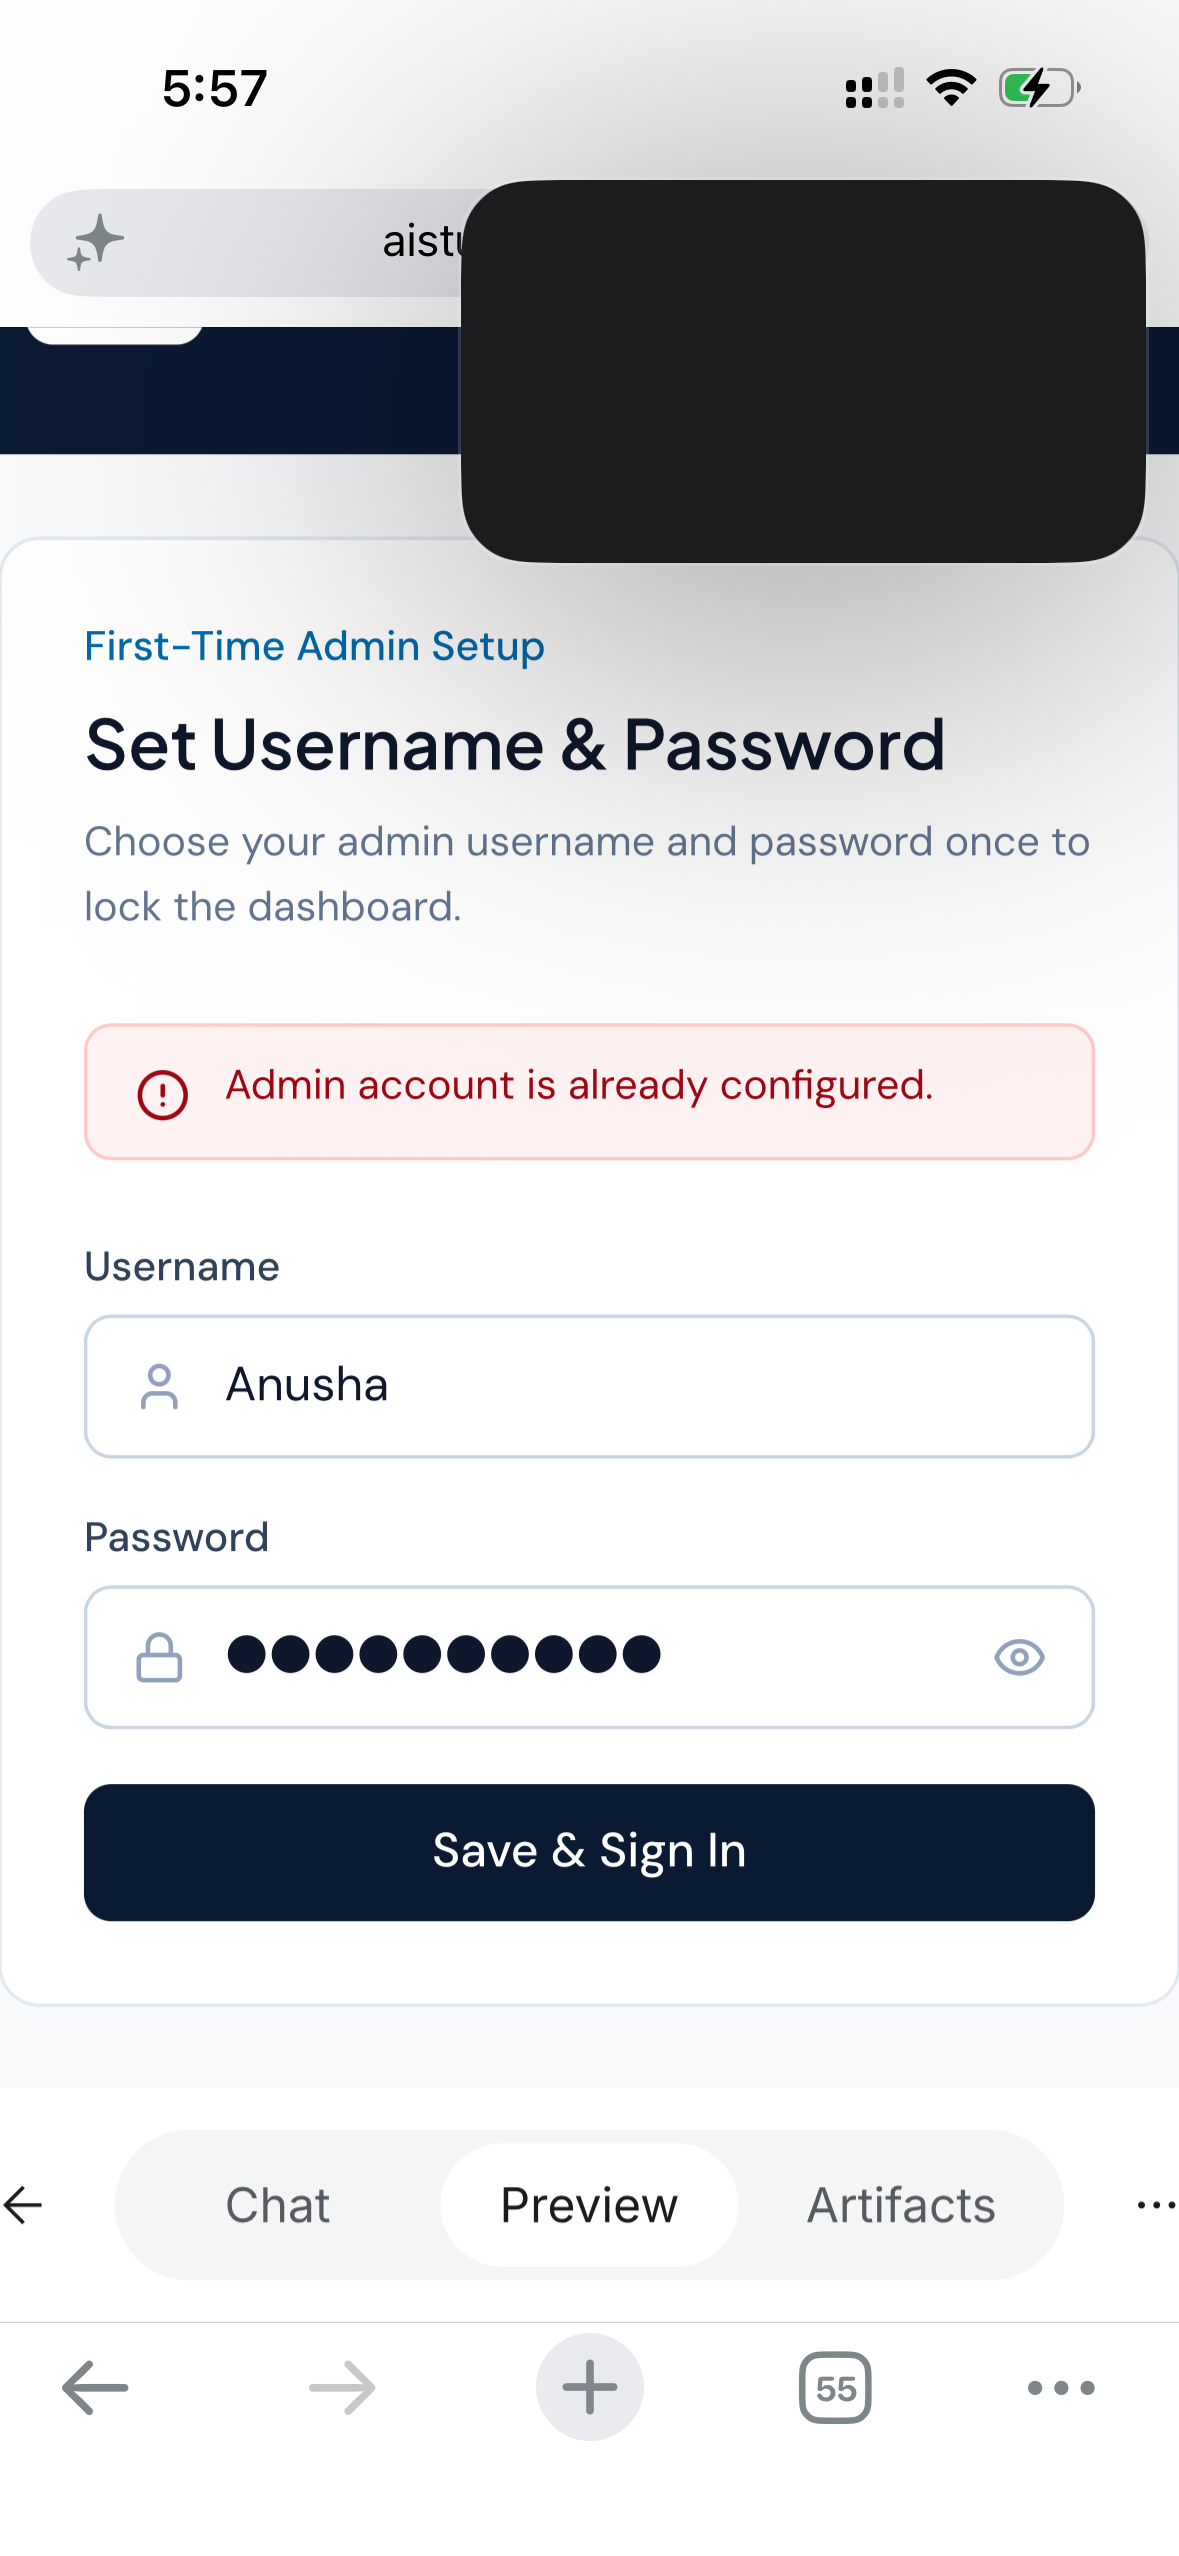 5:57
First-Time Admin Setup
Set Username & Password
Choose your admin username and password once to
lock the dashboard.
Admin account is already configured.
Username
Anusha
Password
Save & Sign In
Chat
Preview
Artifacts
55